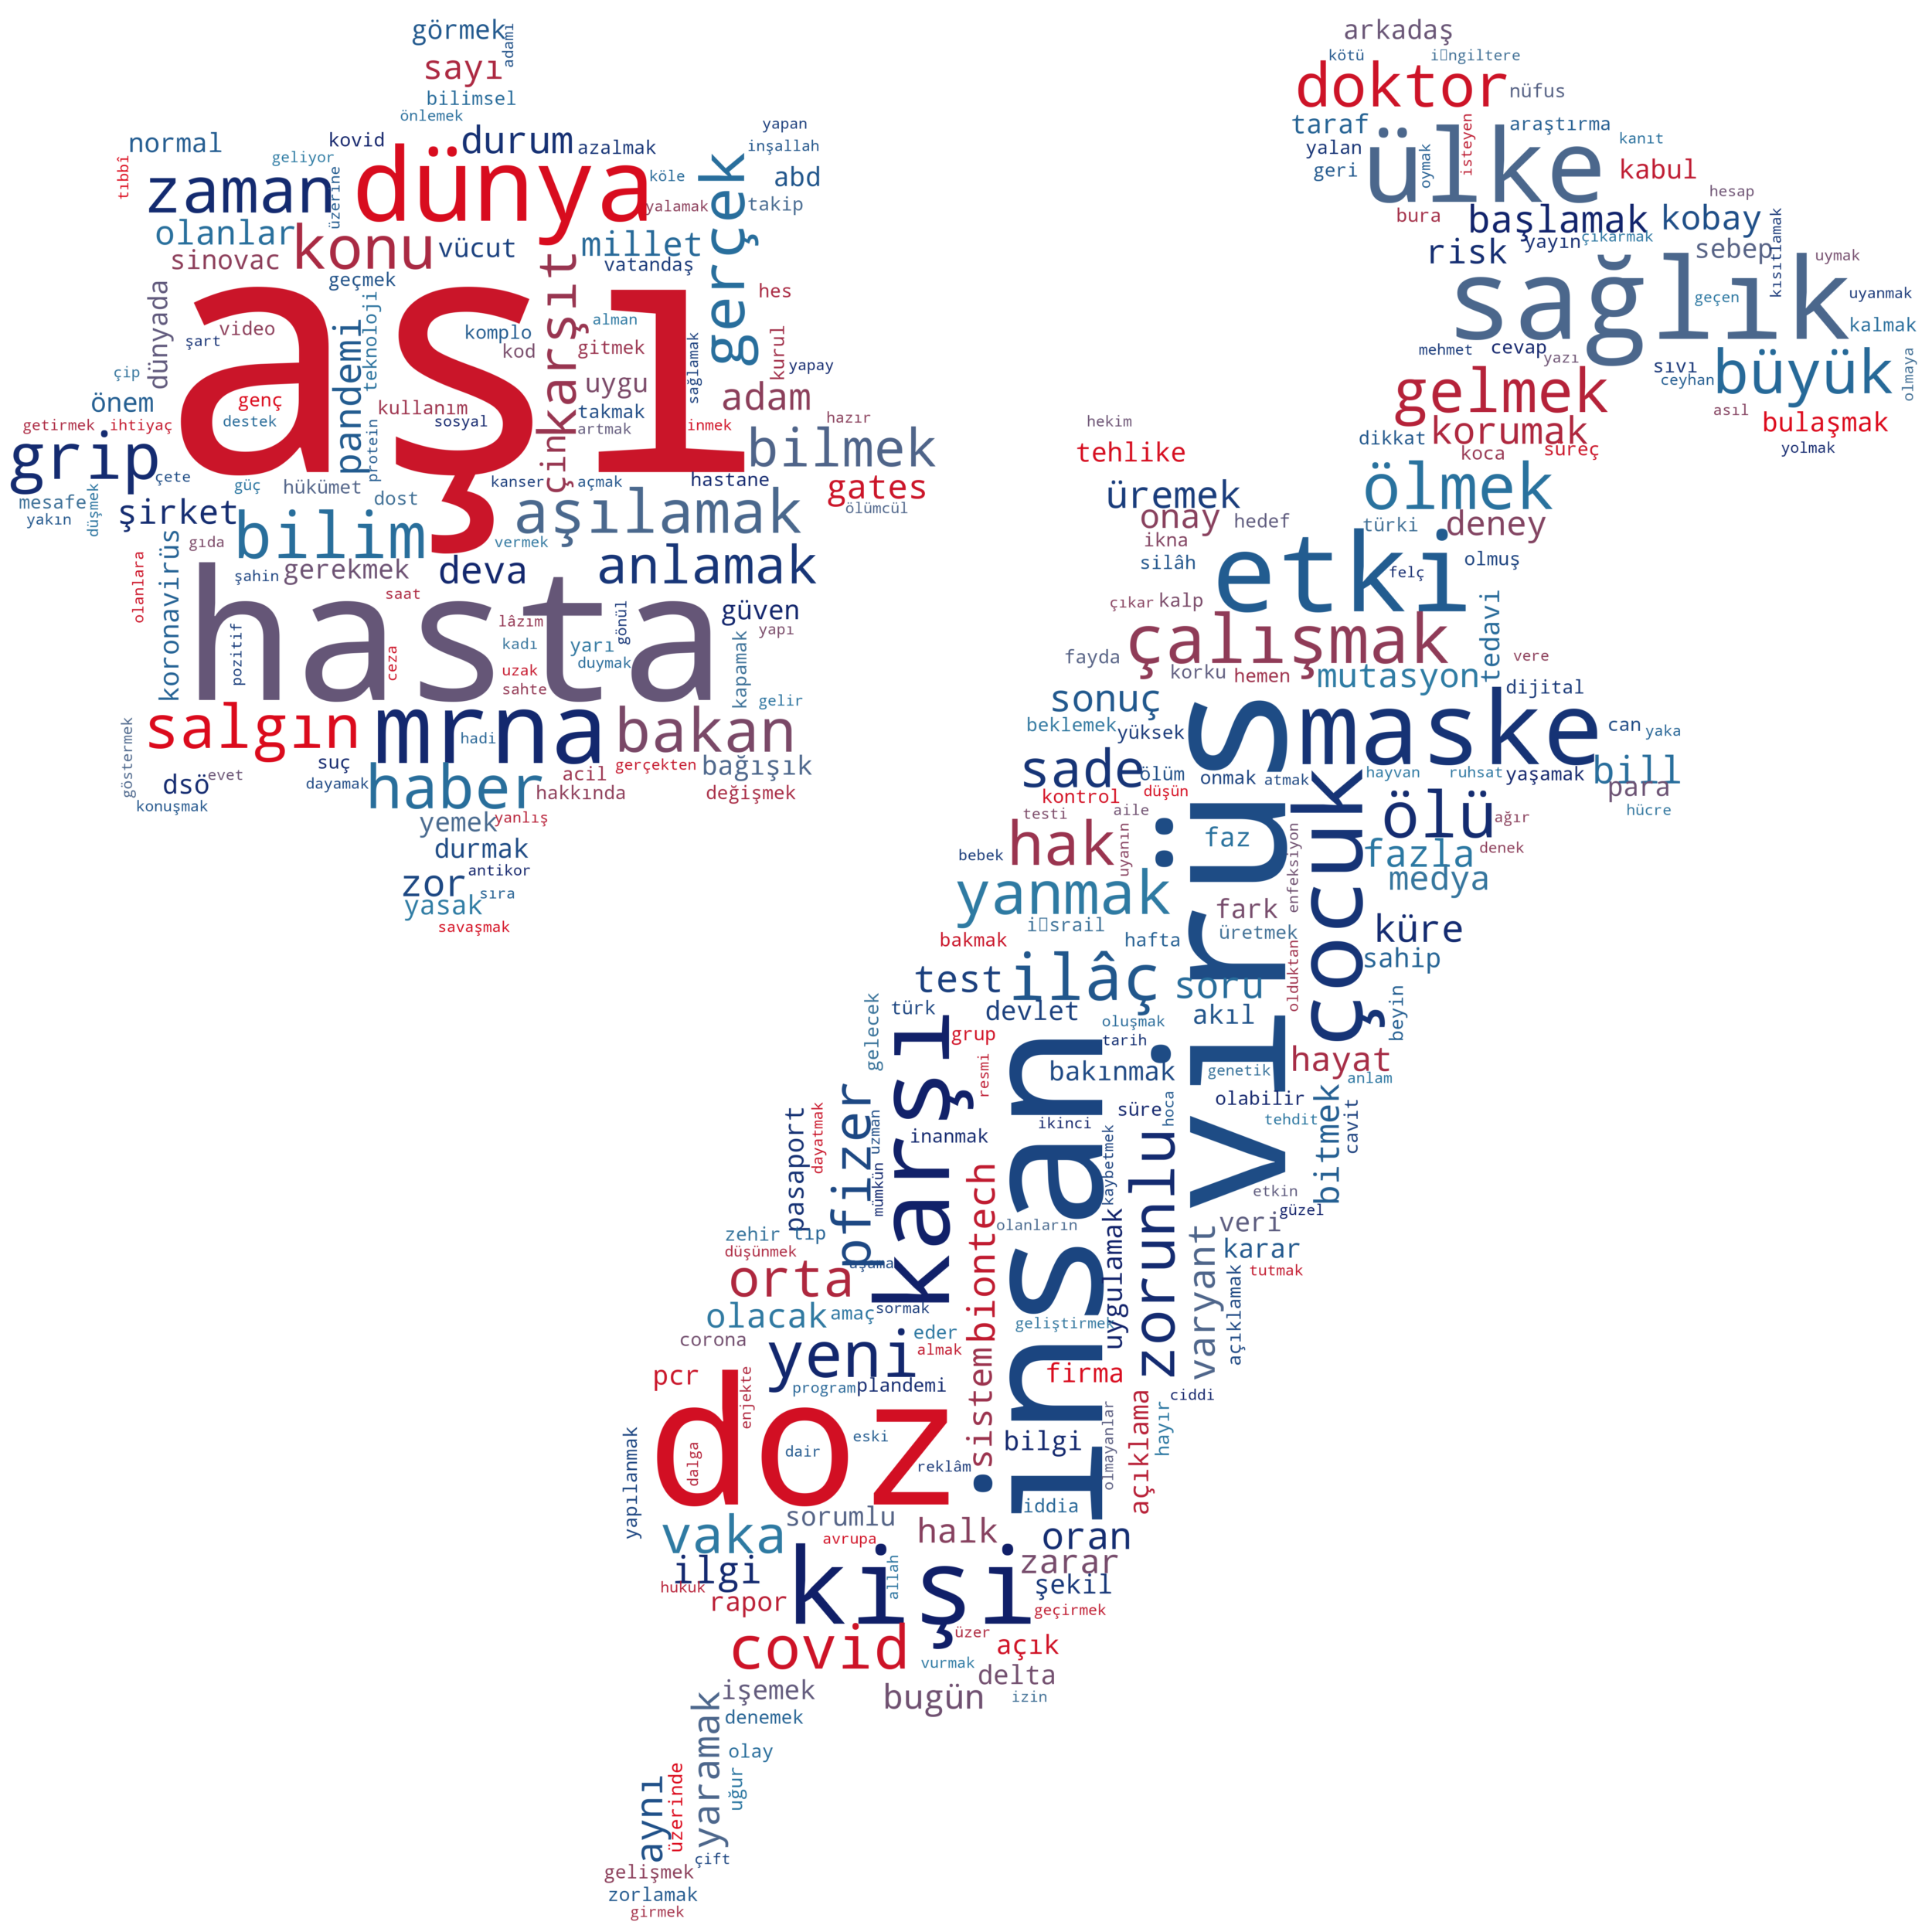 görmek
adamı
sayı
bilimsel
önlemek
normal
kovid
durum
azalmak
yapan
inşallah
tıbbî
geliyor
üzerine
zaman
dünya
köle
yalamak
gerçek
abd
takip
olanlar
konu
vücut
millet
sinovac
vatandaş
geçmek
dünyada
video
şart
aşı
pandemi
teknoloji
komplo
kod
karşıt
alman
gitmek
hes
kurul
yapay
sağlamak
çip
genç
destek
kullanım
sosyal
uygu
takmak
artmak
inmek
adam
hazır
önem
getirmek
ihtiyaç
protein
çin
bilmek
grip
çete
güç
hükümet
dost
kanser
açmak
hastane
gates
ölümcül
mesafe
yakın
düşmek
şirket
bilim
aşılamak
vermek
gıda
koronavirüs
olanlara
şahin
gerekmek
deva
anlamak
saat
hasta
lâzım
gönül
güven
yapı
kadı
yarı
duymak
pozitif
ceza
uzak
sahte
kapamak
gelir
salgın
mrna
hadi
bakan
göstermek
suç
dsö
evet
dayamak
haber
acil
gerçekten
bağışık
hakkında
değişmek
konuşmak
yemek
yanlış
durmak
antikor
zor
sıra
yasak
savaşmak
arkadaş
kötü
i▯ngiltere
doktor
nüfus
taraf
isteyen
araştırma
yalan
ülke
kanıt
geri
oymak
kabul
hesap
bura
başlamak
kobay
risk
yayın
çıkarmak
sebep
kısıtlamak
uymak
sağlık
geçen
uyanmak
kalmak
mehmet
cevap
yazı
sıvı
ceyhan
büyük
olmaya
gelmek
asıl
bulaşmak
dikkat
korumak
koca
süreç
yolmak
hekim
tehlike
ölmek
üremek
onay
hedef
türki
deney
ikna
silâh
etki
felç
olmuş
çıkar
kalp
çalışmak
tedavi
fayda
korku
hemen
mutasyon
vere
sonuç
dijital
beklemek
yüksek
virüs
maske
can
yaka
sade
ölüm
onmak
atmak
hayvan
ruhsat
yaşamak
bill
para
kontrol
düşün
hücre
testi
aile
çocuk
ölü
ağır
bebek
hak
uyanın
faz
enfeksiyon
fazla
denek
yanmak
medya
fark
i▯srail
üretmek
küre
bakmak
hafta
sahip
test
ilâç
soru
olduktan
beyin
gelecek
türk
devlet
oluşmak
akıl
karşı
grup
tarih
resmi
insan
bakınmak
genetik
hayat
anlam
pasaport
dayatmak
pfizer
uzman
mümkün
inanmak
ikinci
süre
hoca
olabilir
tehdit
bitmek
cavit
kaybetmek
zorunlu
etkin
güzel
zehir
tıp
düşünmek
aşama
biontech
olanların
uygulamak
varyant
veri
karar
tutmak
açıklamak
orta
olacak
amaç
sormak
geliştirmek
corona
yeni
eder
almak
sistem
firma
pcr
enjekte
program
plandemi
ciddi
doz
dalga
dair
eski
reklâm
bilgi
olmayanlar
açıklama
hayır
yapılanmak
iddia
sorumlu
vaka
avrupa
halk
oran
ilgi
hukuk
allah
kişi
zarar
şekil
rapor
geçirmek
covid
üzer
açık
vurmak
delta
işemek
bugün
izin
yaramak
denemek
olay
aynı
üzerinde
uğur
çift
gelişmek
zorlamak
girmek